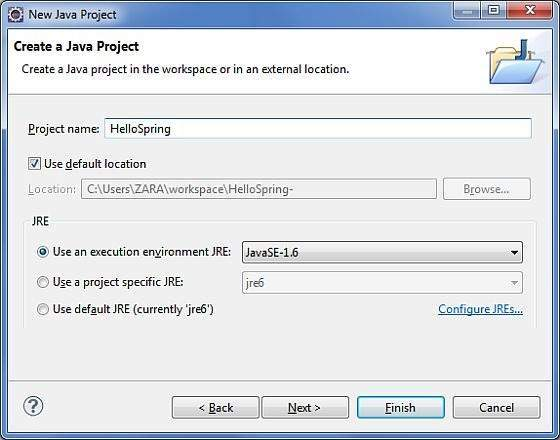 New Java Project
Create a Java Project
Create a Java project in the workspace or in an external location.
Project name: HelloSpring
Use default location
Location: C:\Users\ZARA\workspace\HelloSpring- Browse...
JRE
Use an execution environment JRE: JavaSE-1.6
Use a project specific JRE: jre6
Use default JRE (currently 'jre6') Configure JREs...
? < Back Next > Finish Cancel